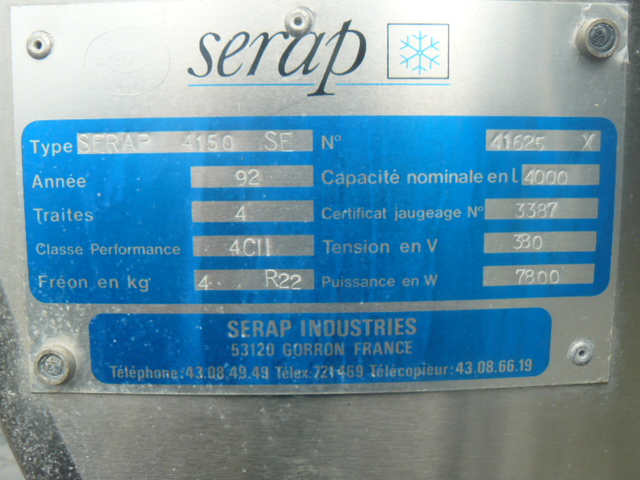 serap
Type SERAP 4150 SE N° 41625 X
Année 92 Capacité nominale en l 4000
Traites 4 Certificat jaugeage N° 3387
Classe Performance 4CII Tension en V 380
Fréon en kg 4 R22 Puissance en W 7800
SERAP INDUSTRIES
53120 GORRON FRANCE
Téléphone: 43.08.49.49 Télex: 721469 Télécopieur: 43.08.66.19